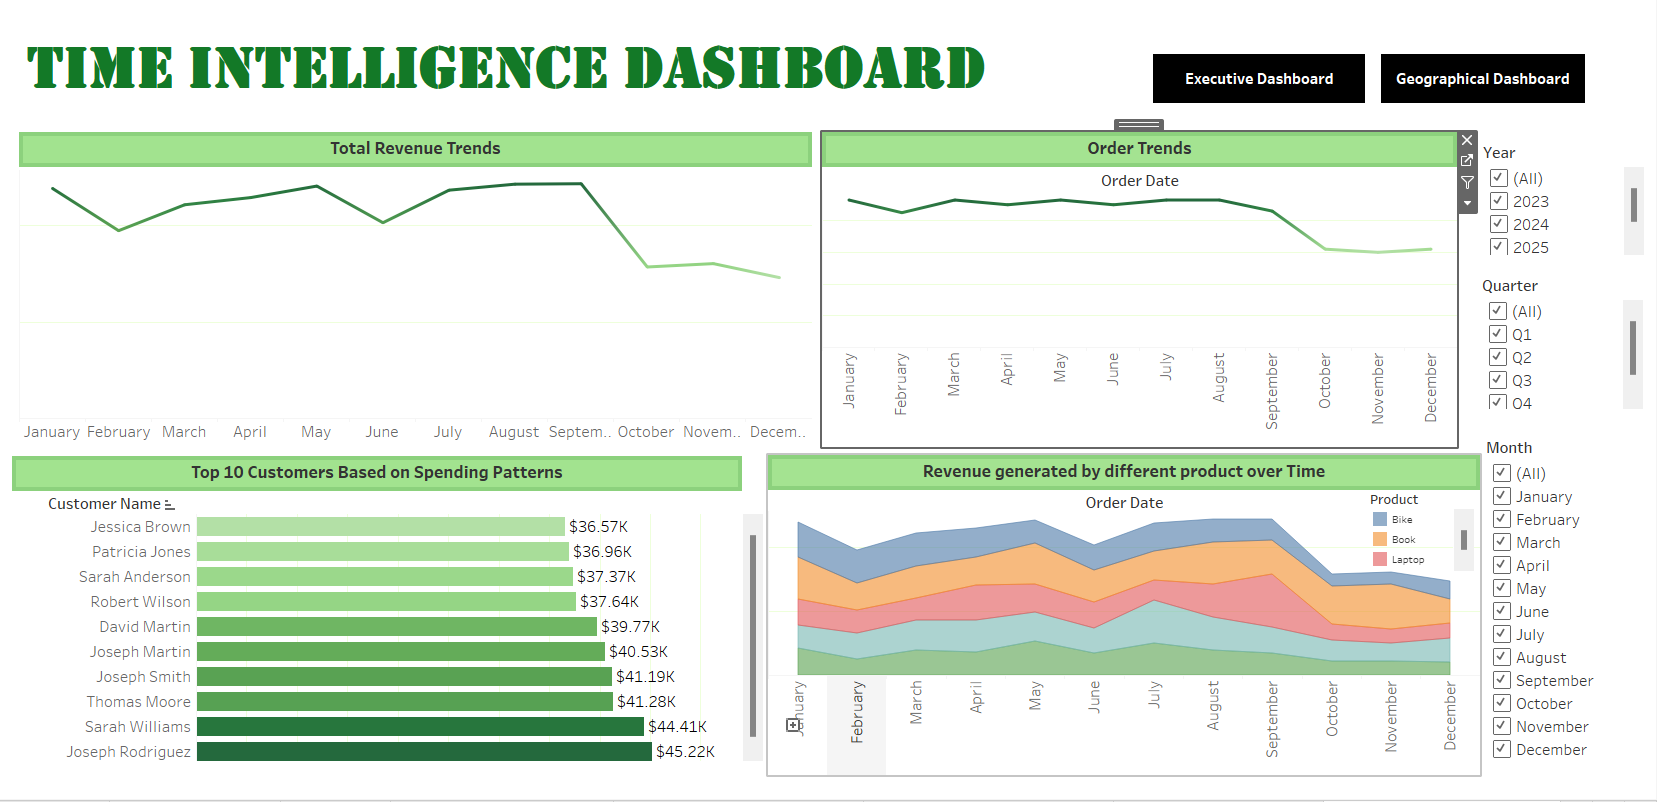 TIME INTELLIGENCE DASHBOARD
Executive Dashboard
Geographical Dashboard
Total Revenue Trends
January February March April May June July August Septem.. October Novem.. Decem..
Order Trends
Order Date
January February March April May June July August September October November December
Year
(All)
2023
2024
2025
Quarter
(All)
Q1
Q2
Q3
Q4
Month
(All)
January
February
March
April
May
June
July
August
September
October
November
December
Top 10 Customers Based on Spending Patterns
Customer Name
Jessica Brown $36.57K
Patricia Jones $36.96K
Sarah Anderson $37.37K
Robert Wilson $37.64K
David Martin $39.77K
Joseph Martin $40.53K
Joseph Smith $41.19K
Thomas Moore $41.28K
Sarah Williams $44.41K
Joseph Rodriguez $45.22K
Revenue generated by different product over Time
Order Date
Product
Bike
Book
Laptop
January February March April May June July August September October November December